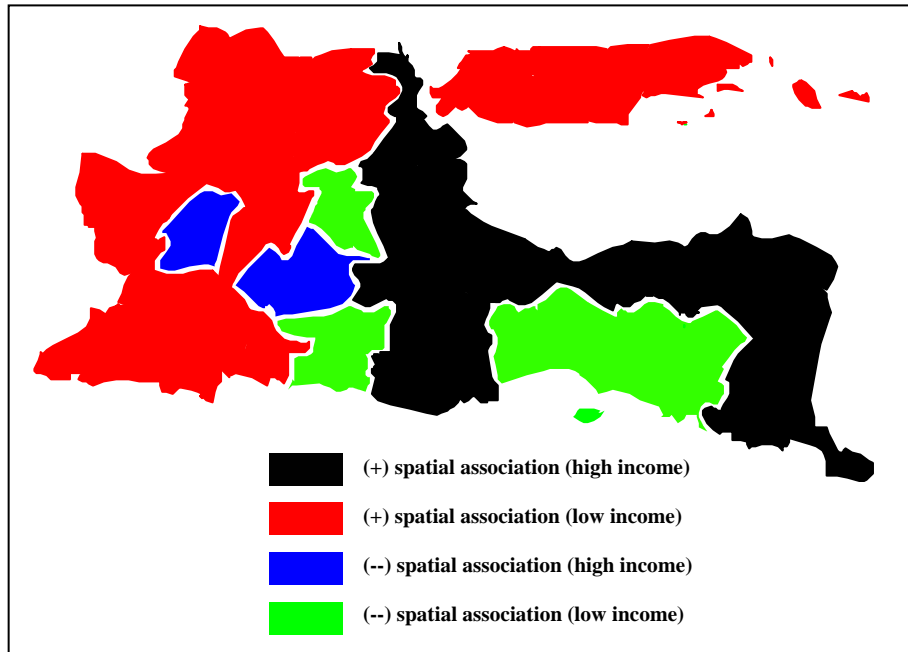 (+) spatial association (high income)
(+) spatial association (low income)
(--) spatial association (high income)
(--) spatial association (low income)